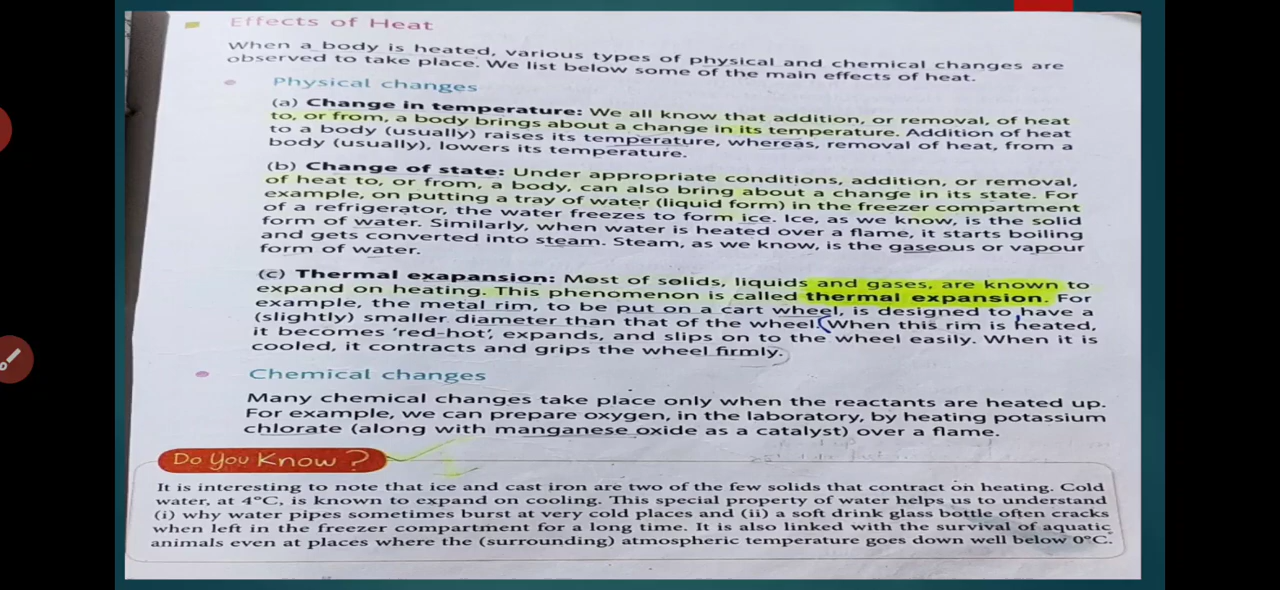 Effects of Heat
When a body is heated, various types of physical and chemical changes are
observed to take place. We list below some of the main effects of heat.
Physical changes
(a) Change in temperature: We all know that addition, or removal, of heat
to, or from, a body brings about a change in its temperature. Addition of heat
to a body (usually) raises its temperature, whereas, removal of heat, from a
body (usually), lowers its temperature.
(b) Change of state: Under appropriate conditions, addition, or removal,
of heat to, or from, a body, can also bring about a change in its state. For
example, on putting a tray of water (liquid form) in the freezer compartment
of a refrigerator, the water freezes to form ice. Ice, as we know, is the solid
form of water. Similarly, when water is heated over a flame, it starts boiling
and gets converted into steam. Steam, as we know, is the gaseous or vapour
form of water.
(c) Thermal exapansion: Most of solids, liquids and gases, are known to
expand on heating. This phenomenon is called thermal expansion. For
example, the metal rim, to be put on a cart wheel, is designed to have a
(slightly) smaller diameter than that of the wheel. When this rim is heated,
it becomes 'red-hot', expands, and slips on to the wheel easily. When it is
cooled, it contracts and grips the wheel firmly.
Chemical changes
Many chemical changes take place only when the reactants are heated up.
For example, we can prepare oxygen, in the laboratory, by heating potassium
chlorate (along with manganese oxide as a catalyst) over a flame.
Do You Know ?
It is interesting to note that ice and cast iron are two of the few solids that contract on heating. Cold
water, at 4°C, is known to expand on cooling. This special property of water helps us to understand
(i) why water pipes sometimes burst at very cold places and (ii) a soft drink glass bottle often cracks
when left in the freezer compartment for a long time. It is also linked with the survival of aquatic
animals even at places where the (surrounding) atmospheric temperature goes down well below 0°C.